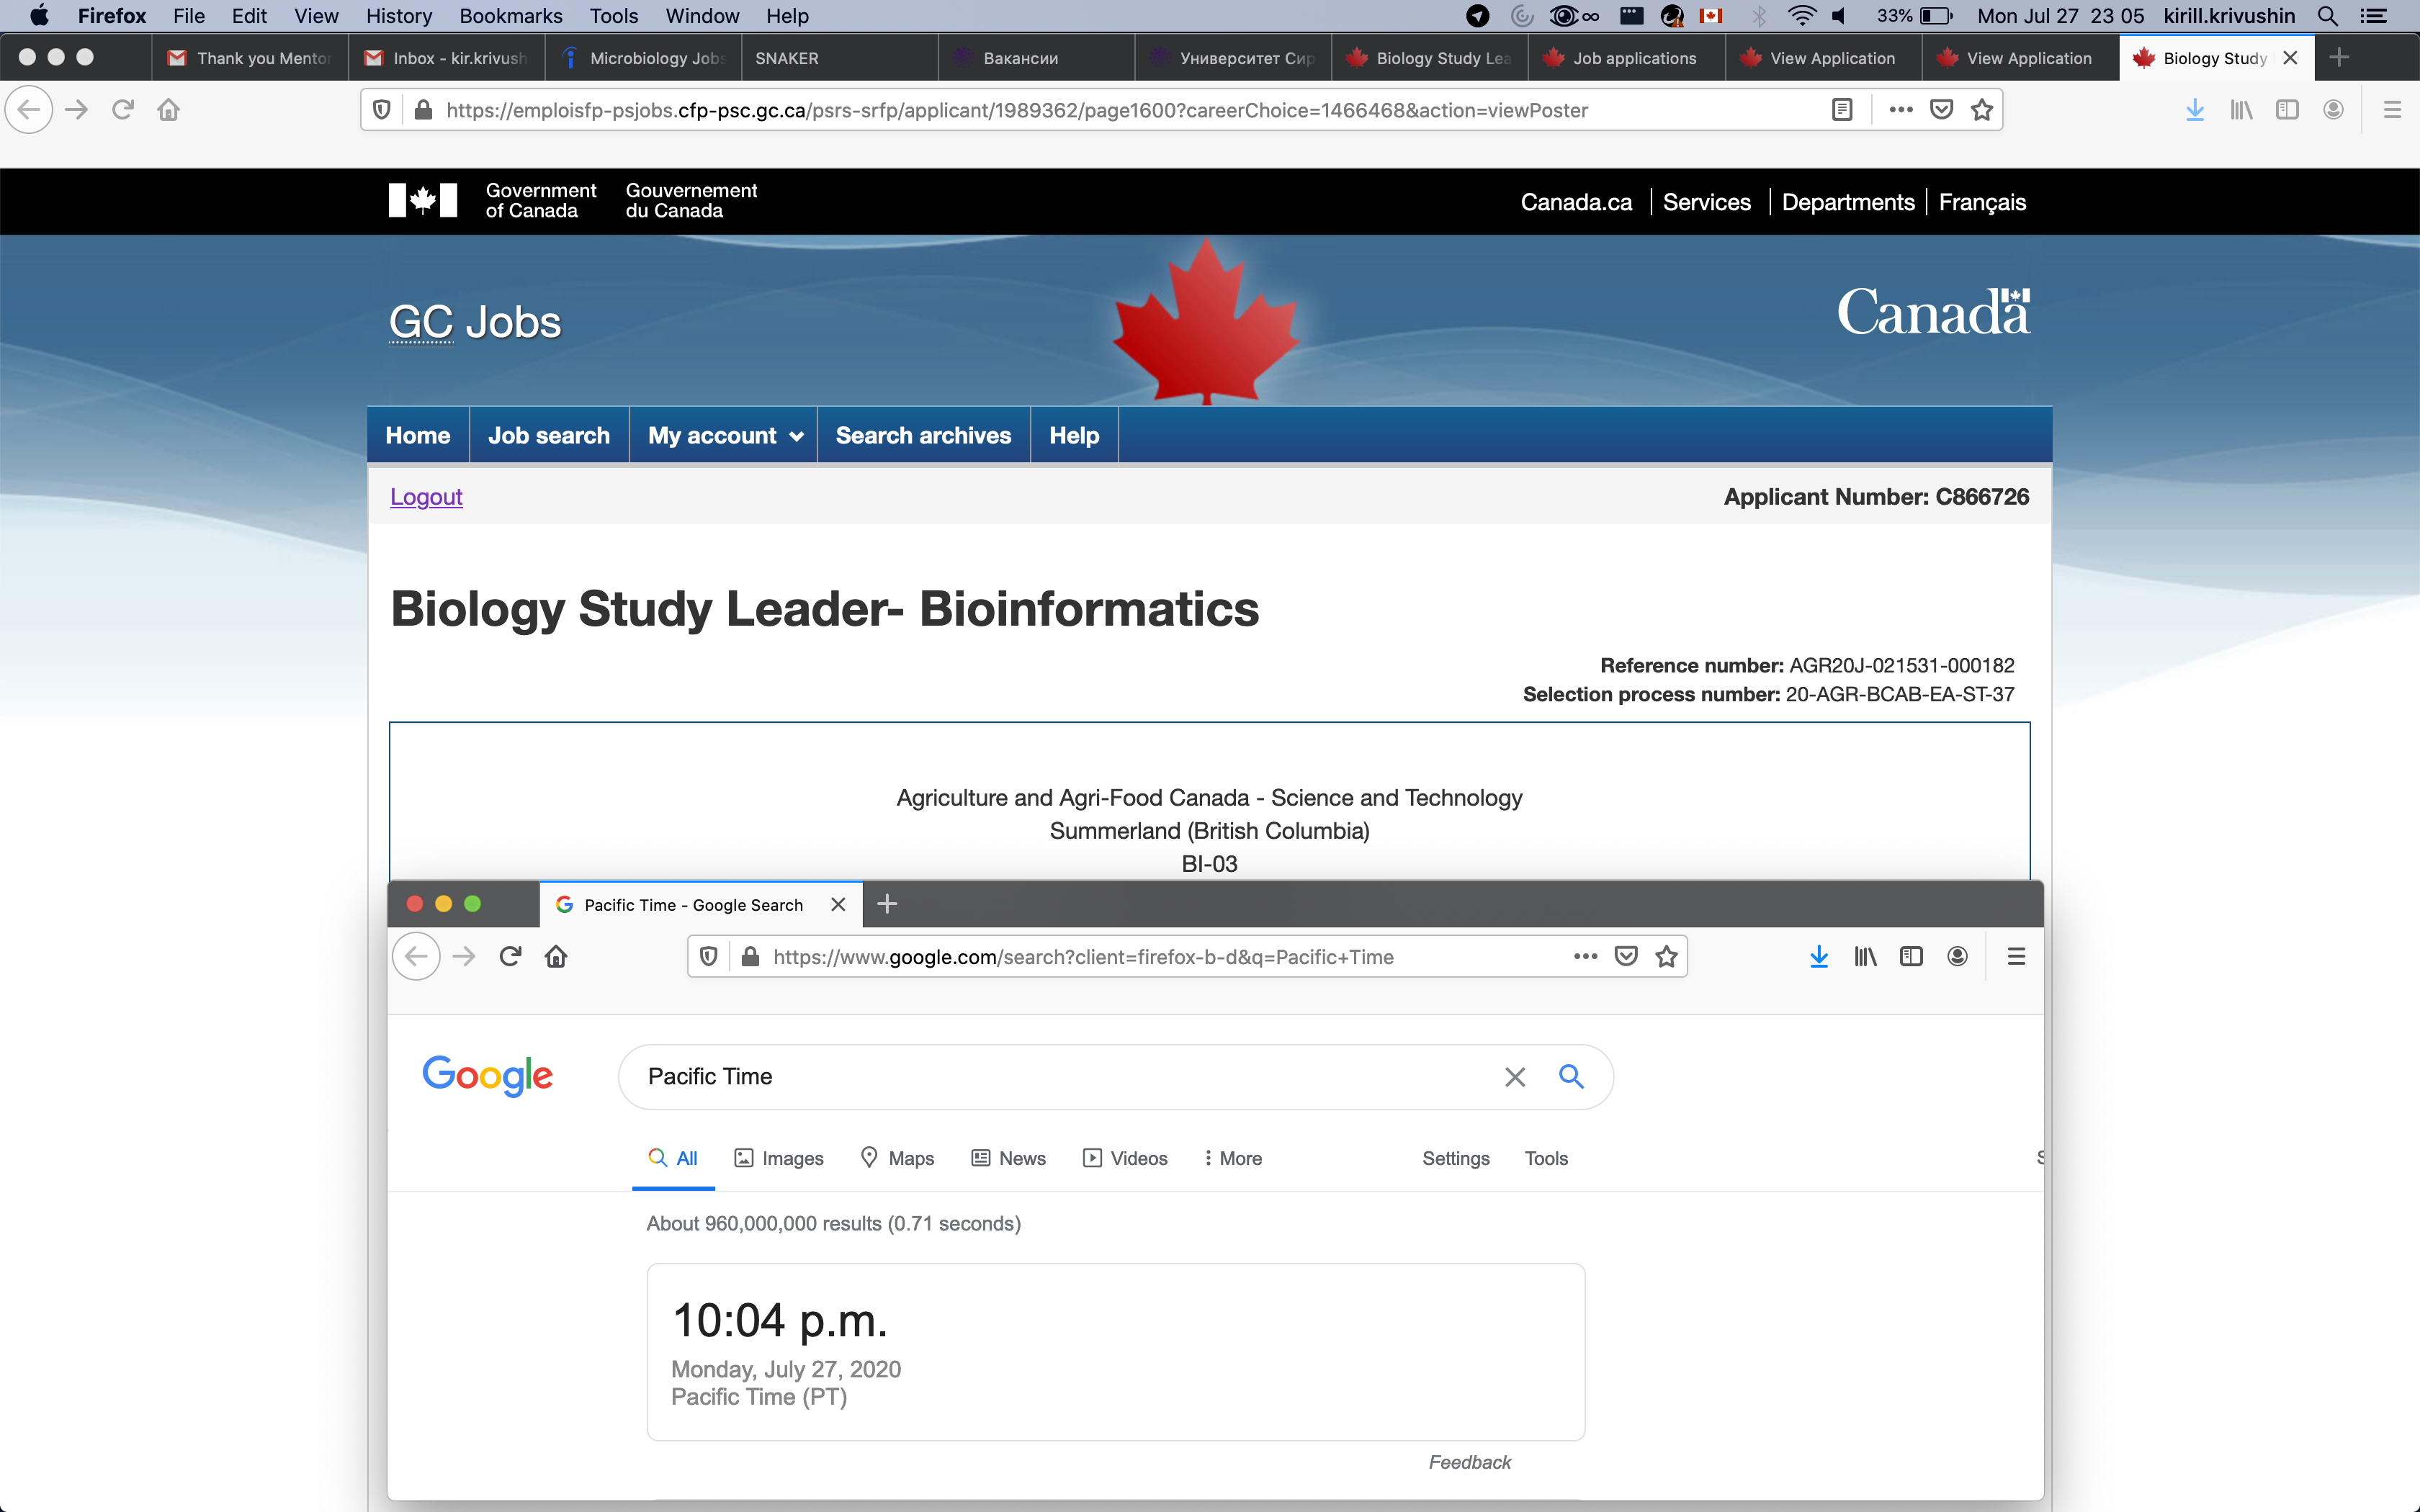 Firefox File Edit View History Bookmarks Tools Window Help 33% Mon Jul 27 23 05 kirill.krivushin
Thank you Mentor Inbox - kir.krivush Microbiology Jobs SNAKER Вакансии Университет Сир Biology Study Lea Job applications View Application View Application Biology Study
https://emploisfp-psjobs.cfp-psc.gc.ca/psrs-srfp/applicant/1989362/page1600?careerChoice=1466468&action=viewPoster
Government of Canada
Gouvernement du Canada
Canada.ca Services Departments Français
GC Jobs
Canada
Home Job search My account Search archives Help
Logout Applicant Number: C866726
Biology Study Leader- Bioinformatics
Reference number: AGR20J-021531-000182
Selection process number: 20-AGR-BCAB-EA-ST-37
Agriculture and Agri-Food Canada - Science and Technology
Summerland (British Columbia)
BI-03
Pacific Time - Google Search
https://www.google.com/search?client=firefox-b-d&q=Pacific+Time
Google Pacific Time
All Images Maps News Videos More Settings Tools
About 960,000,000 results (0.71 seconds)
10:04 p.m.
Monday, July 27, 2020
Pacific Time (PT)
Feedback